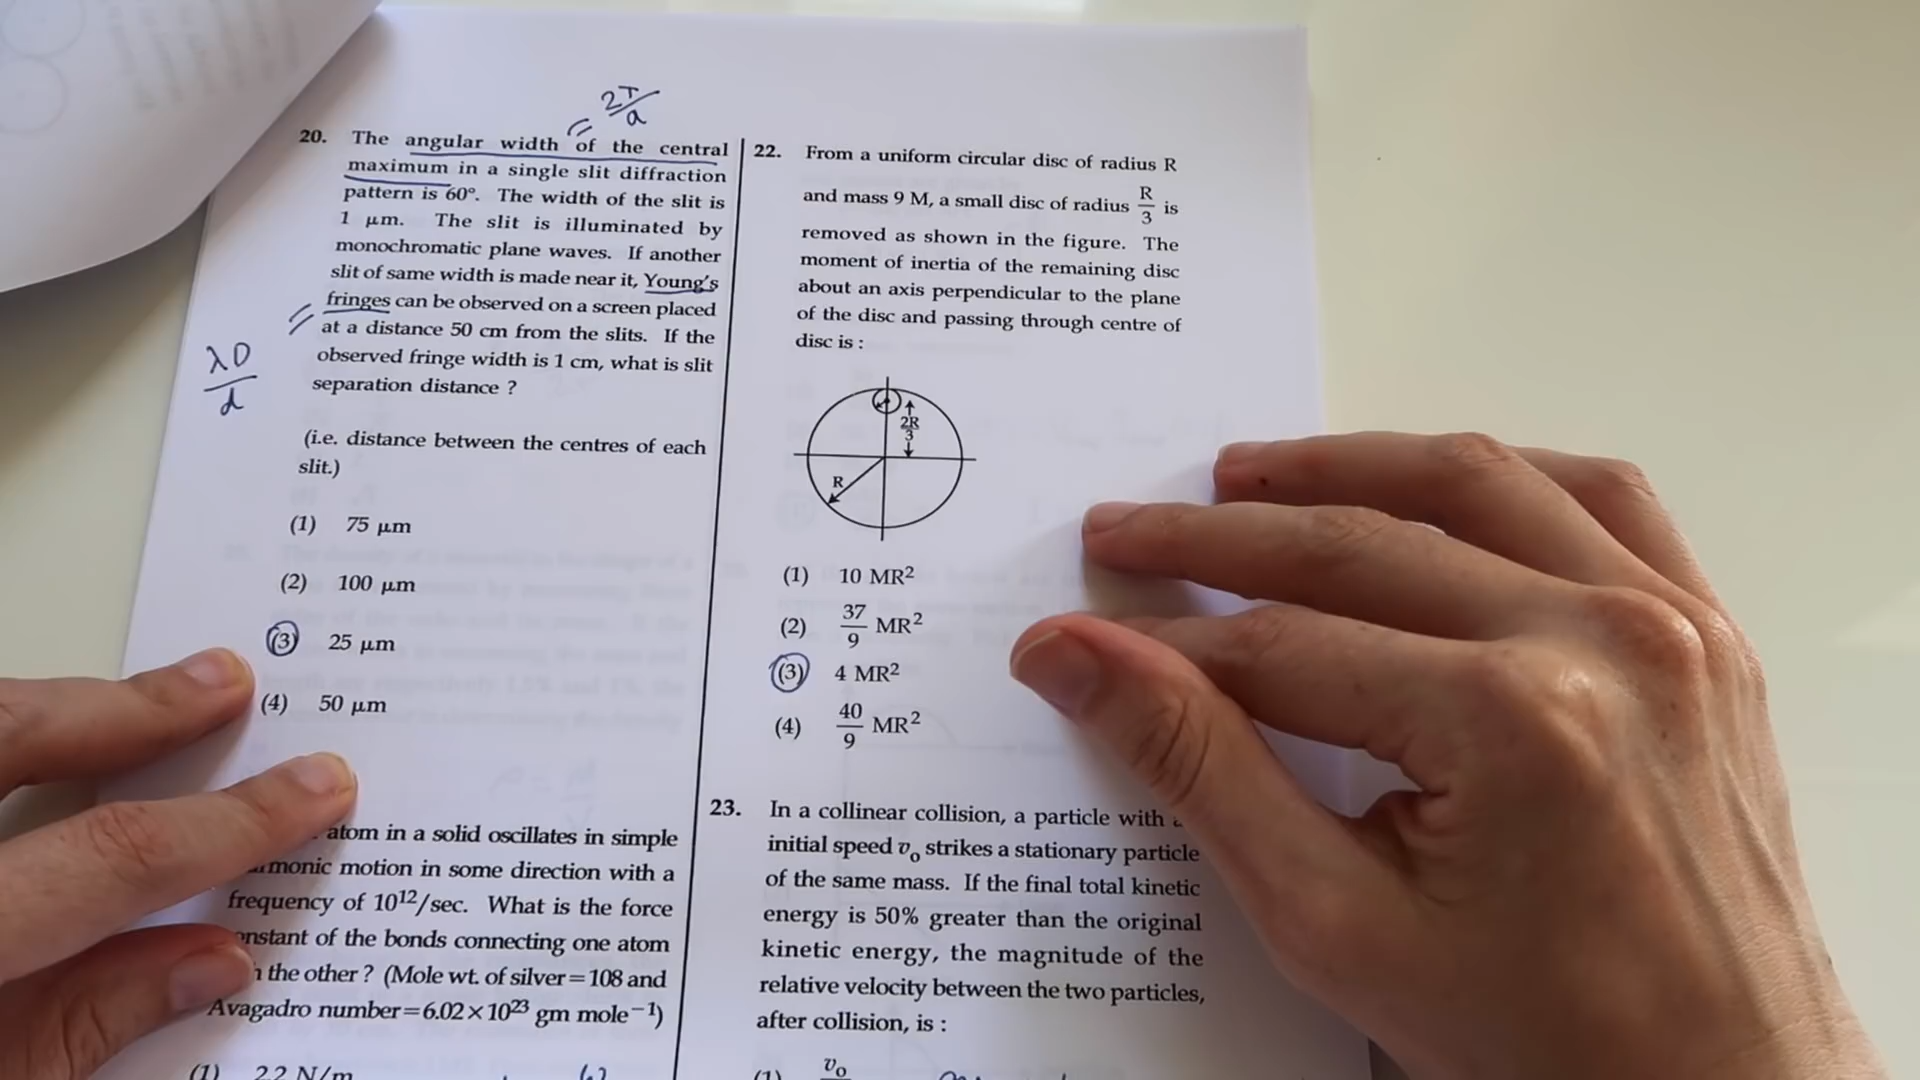 2π/a
=
20. The angular width of the central
maximum in a single slit diffraction
pattern is 60°. The width of the slit is
1 μm. The slit is illuminated by
monochromatic plane waves. If another
slit of same width is made near it, Young's
fringes can be observed on a screen placed
at a distance 50 cm from the slits. If the
observed fringe width is 1 cm, what is slit
separation distance ?
=
λD
d
(i.e. distance between the centres of each
slit.)
(1) 75 μm
(2) 100 μm
(3) 25 μm
(4) 50 μm
atom in a solid oscillates in simple
monic motion in some direction with a
frequency of 10¹²/sec. What is the force
onstant of the bonds connecting one atom
the other ? (Mole wt. of silver=108 and
Avagadro number=6.02×10²³ gm mole⁻¹)
(1) 2.2 N/m
22. From a uniform circular disc of radius R
and mass 9 M, a small disc of radius R/3 is
removed as shown in the figure. The
moment of inertia of the remaining disc
about an axis perpendicular to the plane
of the disc and passing through centre of
disc is :
2R
3
R
(1) 10 MR²
(2) 37/9 MR²
(3) 4 MR²
(4) 40/9 MR²
23. In a collinear collision, a particle with
initial speed v₀ strikes a stationary particle
of the same mass. If the final total kinetic
energy is 50% greater than the original
kinetic energy, the magnitude of the
relative velocity between the two particles,
after collision, is :
(1) v₀